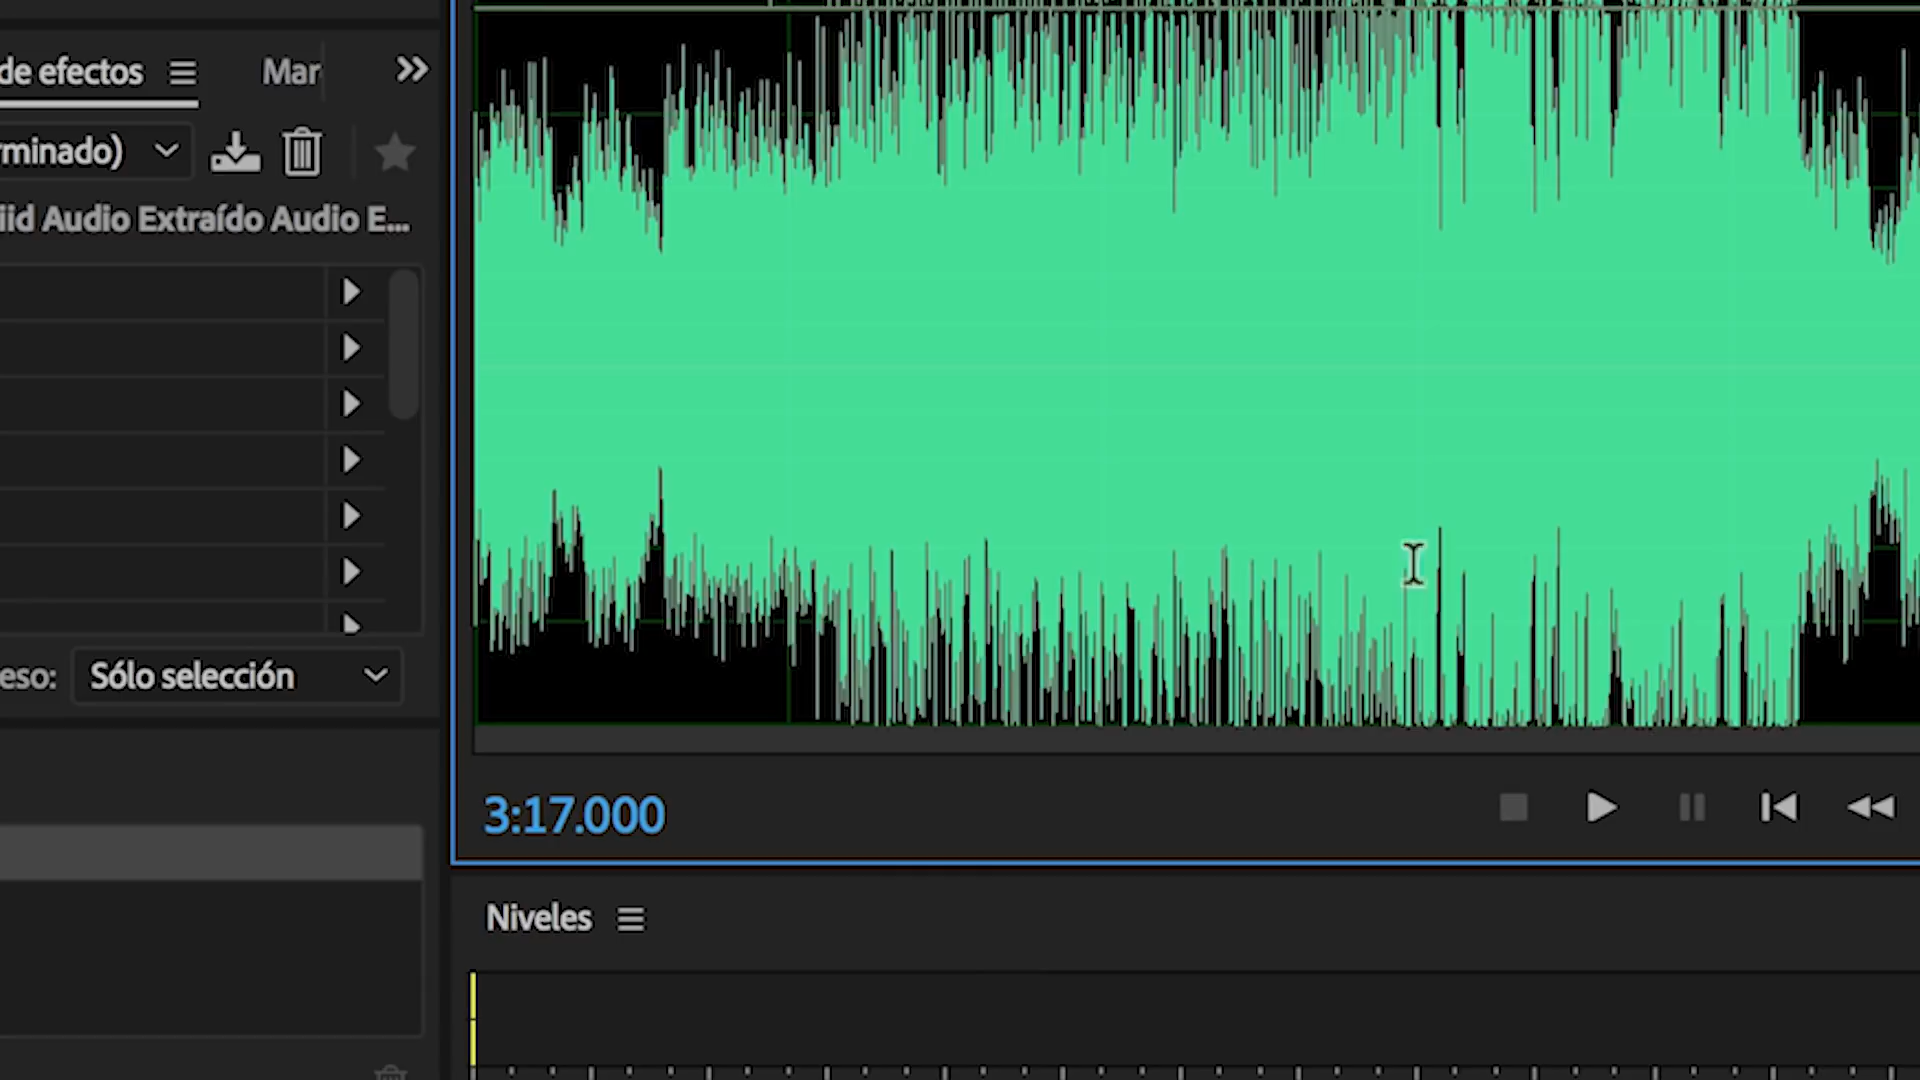 de efectos Mar
rminado)
iid Audio Extraído Audio E...
eso: Sólo selección
3:17.000
Niveles